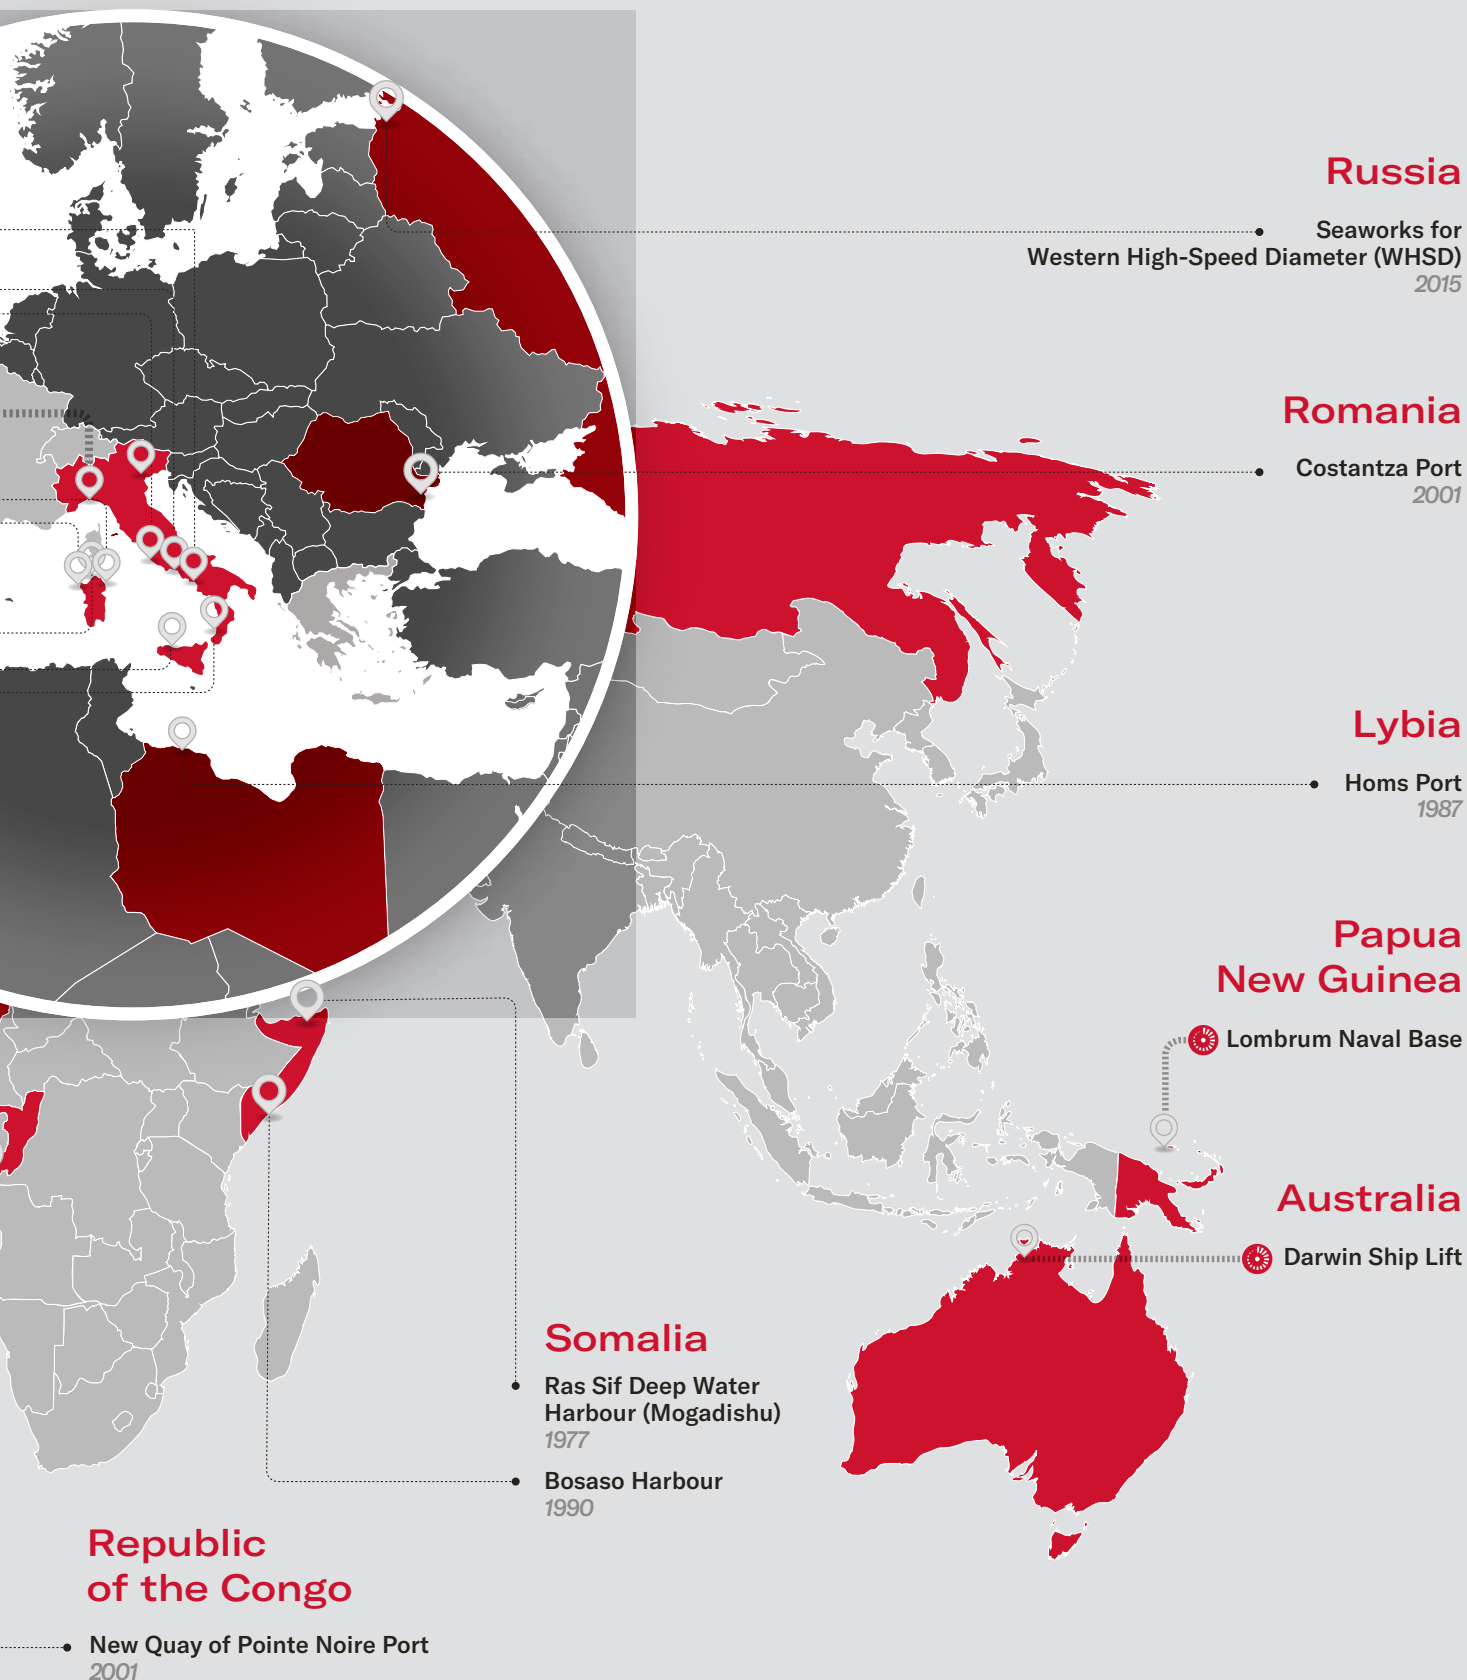 Russia
Seaworks for
Western High-Speed Diameter (WHSD)
2015
Romania
Costantza Port
2001
Lybia
Homs Port
1987
Papua
New Guinea
Lombrum Naval Base
Australia
Darwin Ship Lift
Somalia
Ras Sif Deep Water
Harbour (Mogadishu)
1977
Bosaso Harbour
1990
Republic
of the Congo
New Quay of Pointe Noire Port
2001